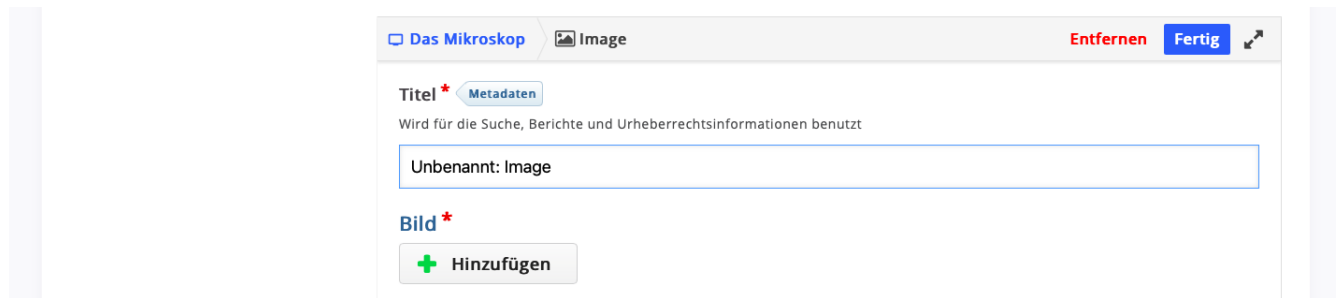 Das Mikroskop Image Entfernen Fertig
Titel * Metadaten
Wird für die Suche, Berichte und Urheberrechtsinformationen benutzt
Unbenannt: Image
Bild *
Hinzufügen